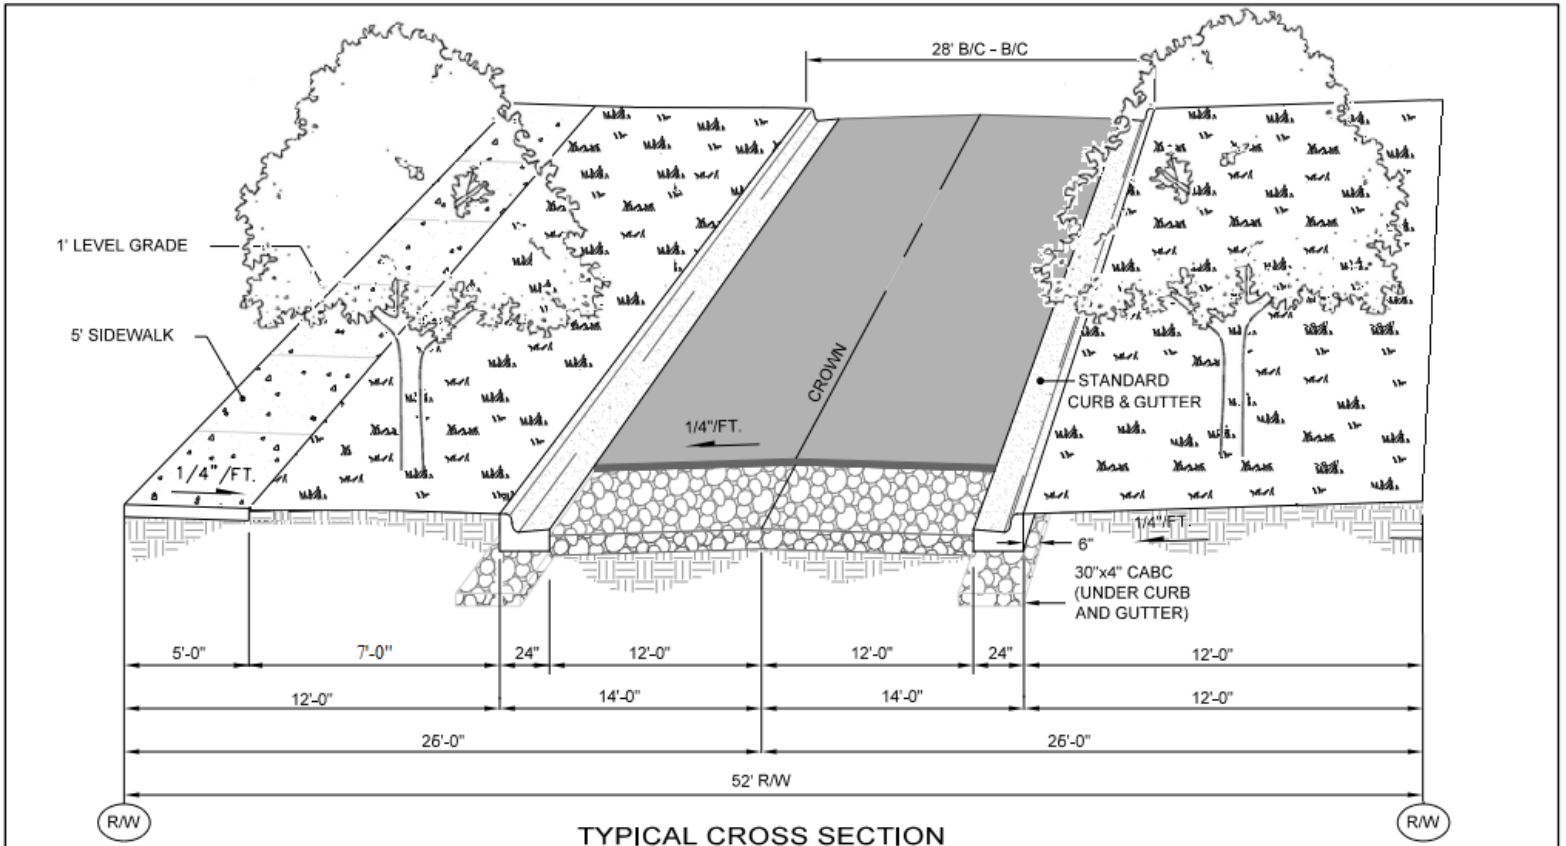 28' B/C - B/C
1' LEVEL GRADE
5' SIDEWALK
CROWN
STANDARD
CURB & GUTTER
1/4"/FT.
1/4"/FT.
1/4"/FT.
6"
30"x4" CABC
(UNDER CURB
AND GUTTER)
5'-0"
7'-0"
24"
12'-0"
12'-0"
24"
12'-0"
12'-0"
14'-0"
14'-0"
12'-0"
26'-0"
26'-0"
52' R/W
R/W
R/W
TYPICAL CROSS SECTION